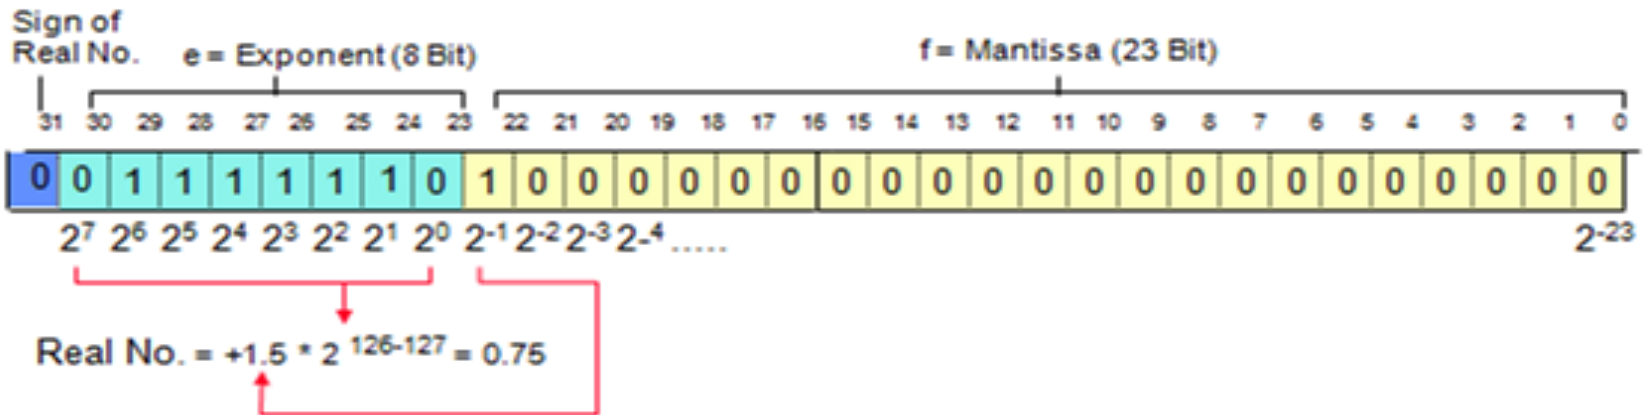 Sign of
Real No. e = Exponent (8 Bit) f = Mantissa (23 Bit)
31 30 29 28 27 26 25 24 23 22 21 20 19 18 17 16 15 14 13 12 11 10 9 8 7 6 5 4 3 2 1 0
0 0 1 1 1 1 1 1 0 1 0 0 0 0 0 0 0 0 0 0 0 0 0 0 0 0 0 0 0 0 0 0
2⁷ 2⁶ 2⁵ 2⁴ 2³ 2² 2¹ 2⁰ 2⁻¹ 2⁻² 2⁻³ 2-⁴ ..... 2⁻²³
Real No. = +1.5 * 2 ¹²⁶⁻¹²⁷ = 0.75